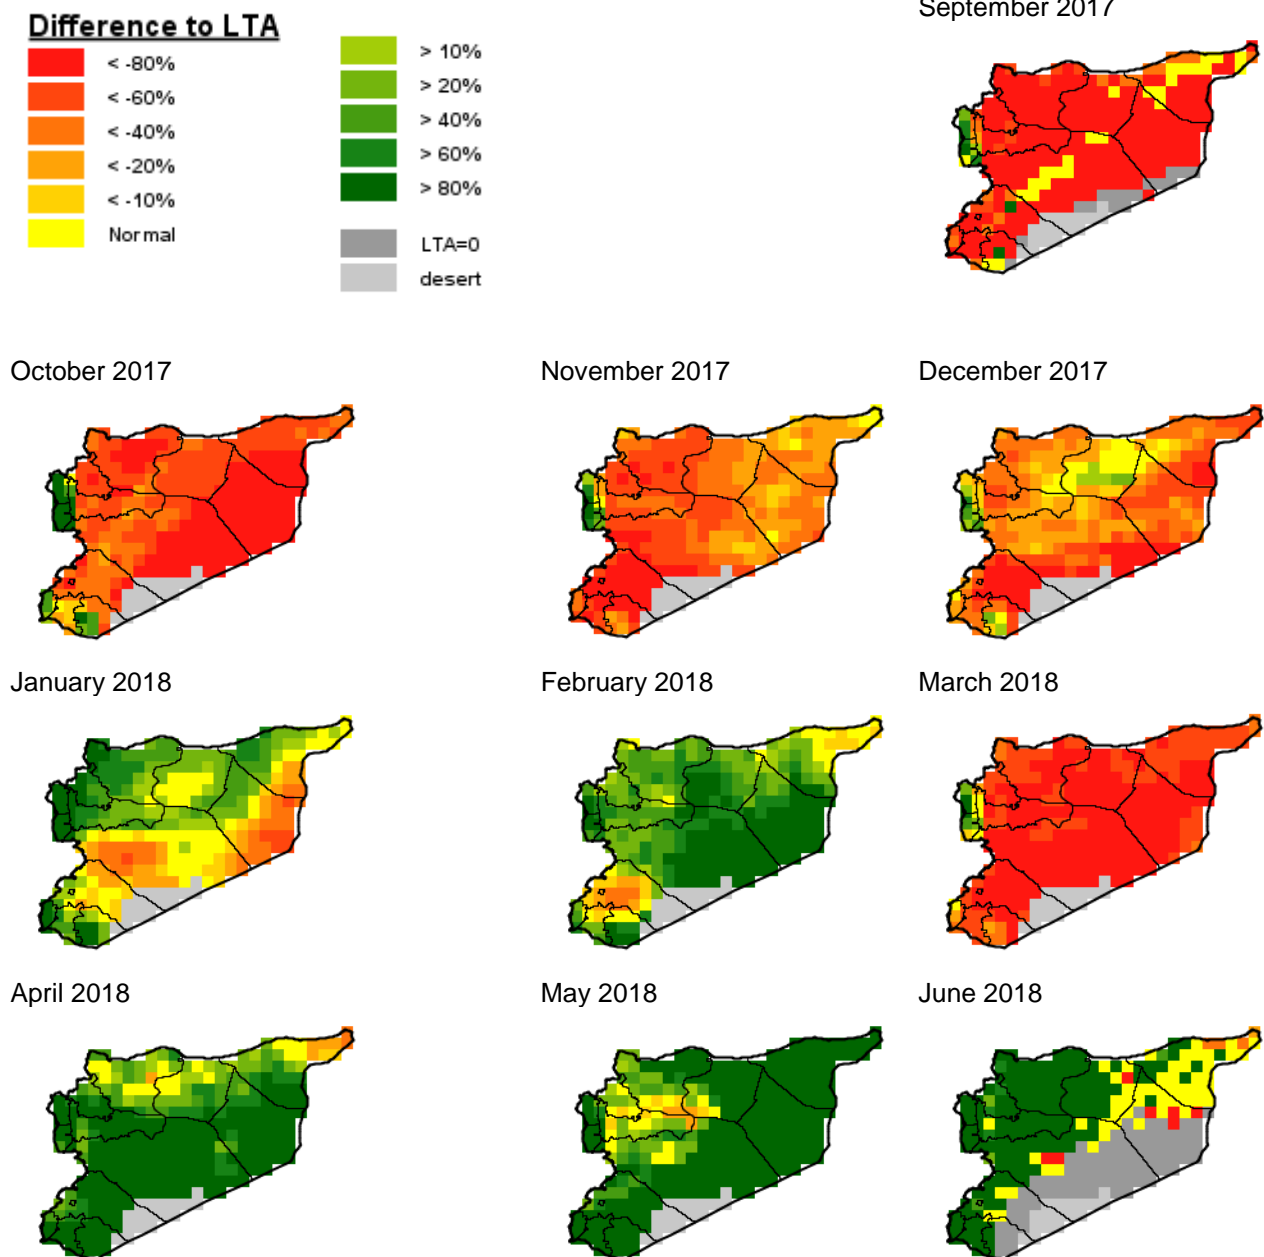 September 2017
Difference to LTA
< -80%
< -60%
< -40%
< -20%
< -10%
Normal
> 10%
> 20%
> 40%
> 60%
> 80%
LTA=0
desert
October 2017
November 2017
December 2017
January 2018
February 2018
March 2018
April 2018
May 2018
June 2018